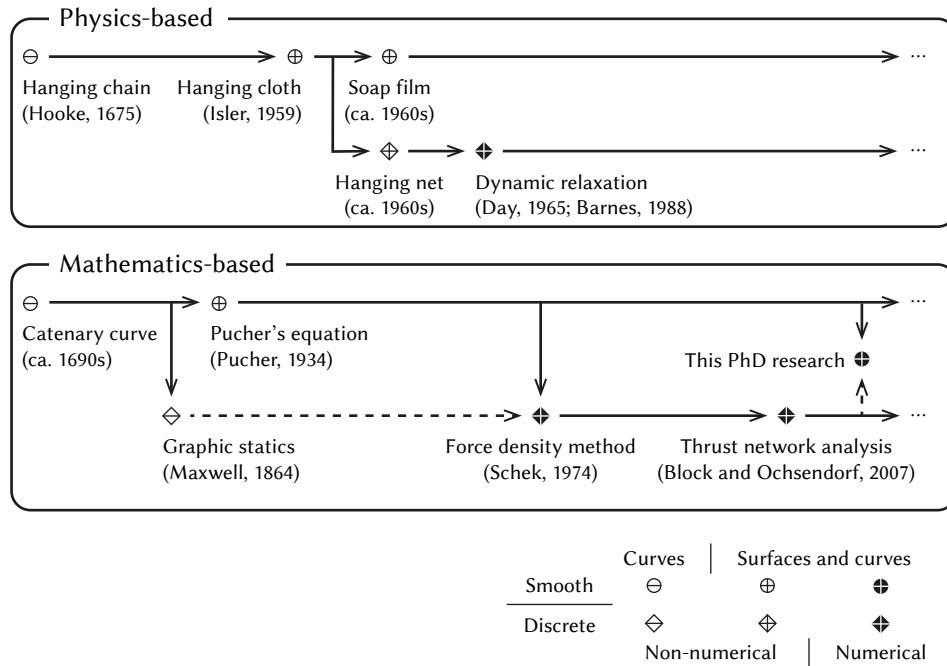 Physics-based
...
Hanging chain
(Hooke, 1675)
Hanging cloth
(Isler, 1959)
Soap film
(ca. 1960s)
...
Hanging net
(ca. 1960s)
Dynamic relaxation
(Day, 1965; Barnes, 1988)
Mathematics-based
...
Catenary curve
(ca. 1690s)
Pucher's equation
(Pucher, 1934)
This PhD research
...
Graphic statics
(Maxwell, 1864)
Force density method
(Schek, 1974)
Thrust network analysis
(Block and Ochsendorf, 2007)
Curves Surfaces and curves
Smooth
Discrete
Non-numerical Numerical